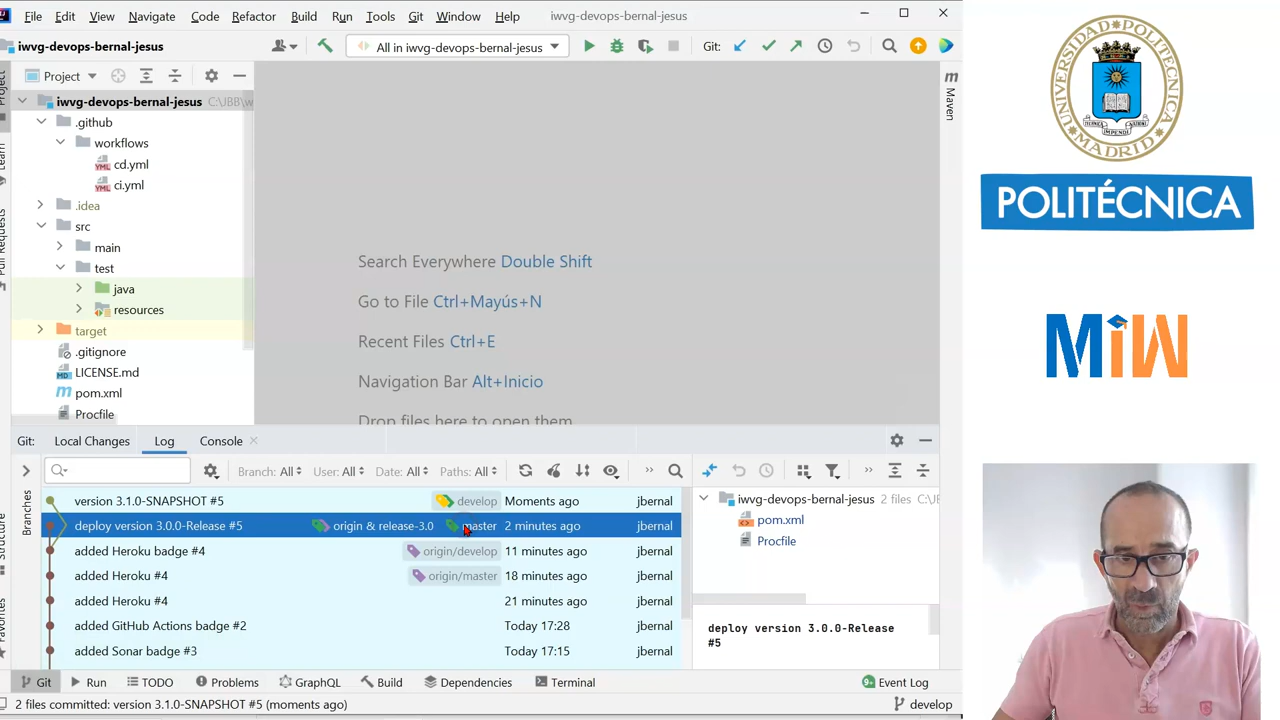 File Edit View Navigate Code Refactor Build Run Tools Git Window Help iwvg-devops-bernal-jesus
iwvg-devops-bernal-jesus
All in iwvg-devops-bernal-jesus
Git:
Project
iwvg-devops-bernal-jesus C:\JBB\w
.github
workflows
cd.yml
ci.yml
.idea
src
main
test
java
resources
target
.gitignore
LICENSE.md
pom.xml
Procfile
Project
Learn
Pull Requests
Structure
Favorites
Maven
Search Everywhere Double Shift
Go to File Ctrl+Mayús+N
Recent Files Ctrl+E
Navigation Bar Alt+Inicio
Drop files here to open them
Git: Local Changes Log Console
Branch: All User: All Date: All Paths: All
Branches
version 3.1.0-SNAPSHOT #5 develop Moments ago jbernal
deploy version 3.0.0-Release #5 origin & release-3.0 master 2 minutes ago jbernal
added Heroku badge #4 origin/develop 11 minutes ago jbernal
added Heroku #4 origin/master 18 minutes ago jbernal
added Heroku #4 21 minutes ago jbernal
added GitHub Actions badge #2 Today 17:28 jbernal
added Sonar badge #3 Today 17:15 jbernal
iwvg-devops-bernal-jesus 2 files C:\
pom.xml
Procfile
deploy version 3.0.0-Release
#5
Git Run TODO Problems GraphQL Build Dependencies Terminal 9+ Event Log
2 files committed: version 3.1.0-SNAPSHOT #5 (moments ago) develop
UNIVERSIDAD POLITÉCNICA
MADRID
POLITÉCNICA
MiW